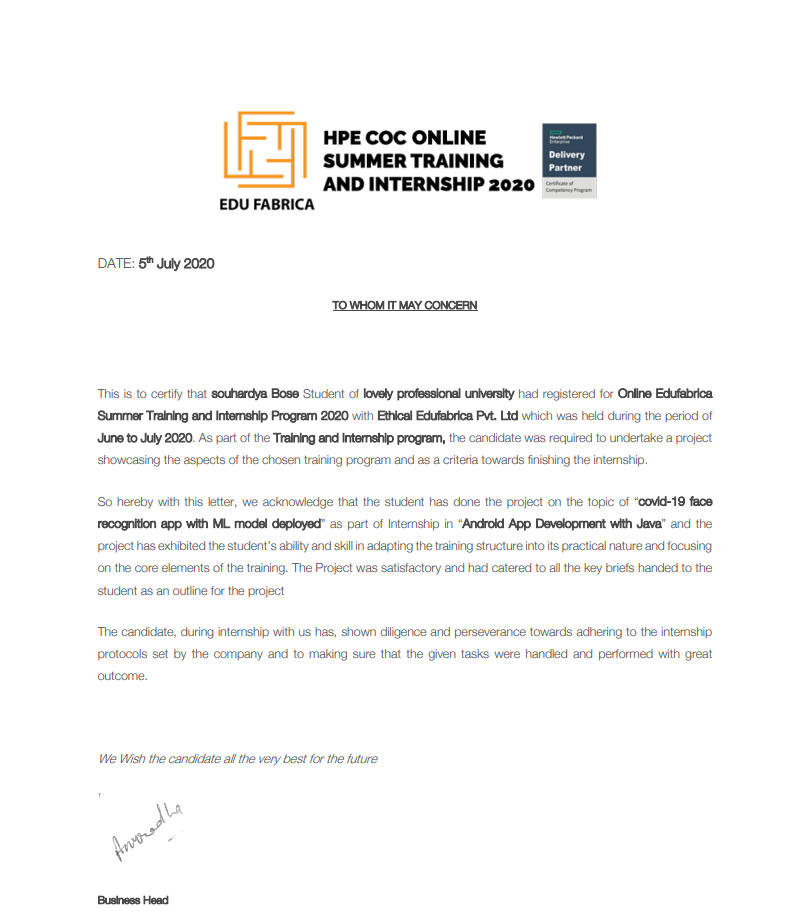 HPE COC ONLINE
SUMMER TRAINING
AND INTERNSHIP 2020
EDU FABRICA
Hewlett Packard
Enterprise
Delivery
Partner
Certificate of
Competency Program
DATE: 5th July 2020
TO WHOM IT MAY CONCERN
This is to certify that souhardya Bose Student of lovely professional university had registered for Online Edufabrica
Summer Training and Internship Program 2020 with Ethical Edufabrica Pvt. Ltd which was held during the period of
June to July 2020. As part of the Training and Internship program, the candidate was required to undertake a project
showcasing the aspects of the chosen training program and as a criteria towards finishing the internship.
So hereby with this letter, we acknowledge that the student has done the project on the topic of “covid-19 face
recognition app with ML model deployed” as part of Internship in “Android App Development with Java” and the
project has exhibited the student’s ability and skill in adapting the training structure into its practical nature and focusing
on the core elements of the training. The Project was satisfactory and had catered to all the key briefs handed to the
student as an outline for the project
The candidate, during internship with us has, shown diligence and perseverance towards adhering to the internship
protocols set by the company and to making sure that the given tasks were handled and performed with great
outcome.
We Wish the candidate all the very best for the future
Anuradha
Business Head